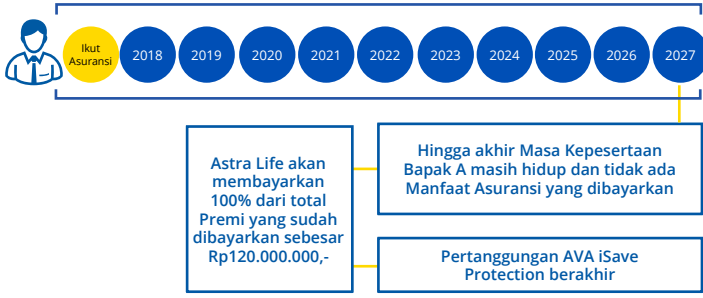 Ikut
Asuransi
2018
2019
2020
2021
2022
2023
2024
2025
2026
2027
Hingga akhir Masa Kepesertaan
Bapak A masih hidup dan tidak ada
Manfaat Asuransi yang dibayarkan
Astra Life akan
membayarkan
100% dari total
Premi yang sudah
dibayarkan sebesar
Rp120.000.000,-
Pertanggungan AVA iSave
Protection berakhir